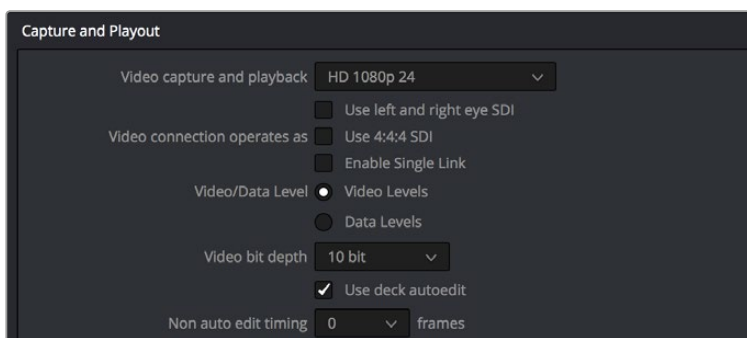 Capture and Playout
Video capture and playback HD 1080p 24
Use left and right eye SDI
Video connection operates as Use 4:4:4 SDI
Enable Single Link
Video/Data Level Video Levels
Data Levels
Video bit depth 10 bit
Use deck autoedit
Non auto edit timing 0 frames